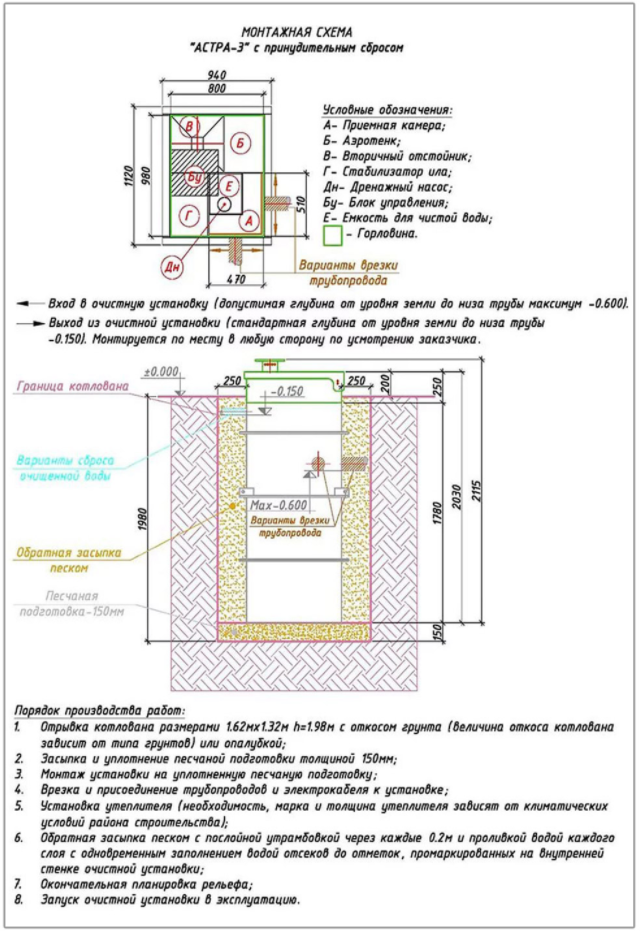 МОНТАЖНАЯ СХЕМА
"АСТРА-3" с принудительным сбросом
940
800
1120
980
510
470
В
Б
Бу
Е
Г
А
Дн
Условные обозначения:
А- Приемная камера;
Б- Аэротенк;
В- Вторичный отстойник;
Г- Стабилизатор ила;
Дн- Дренажный насос;
Бу- Блок управления;
Е- Емкость для чистой воды;
- Горловина.
Варианты врезки
трубопровода
Вход в очистную установку (допустимая глубина от уровня земли до низа трубы максимум -0.600).
Выход из очистной установки (стандартная глубина от уровня земли до низа трубы
-0.150). Монтируется по месту в любую сторону по усмотрению заказчика.
±0.000
Граница котлована
250
250
200
250
-0.150
Варианты сброса
очищенной воды
Max-0.600
Варианты врезки
трубопровода
1980
1780
2030
2115
Обратная засыпка
песком
Песчаная
подготовка-150мм
150
Порядок производства работ:
1. Отрывка котлована размерами 1.62мх1.32м h=1.98м с откосом грунта (величина откоса котлована
зависит от типа грунтов) или опалубкой;
2. Засыпка и уплотнение песчаной подготовки толщиной 150мм;
3. Монтаж установки на уплотненную песчаную подготовку;
4. Врезка и присоединение трубопроводов и электрокабеля к установке;
5. Установка утеплителя (необходимость, марка и толщина утеплителя зависят от климатических
условий района строительства);
6. Обратная засыпка песком с послойной утрамбовкой через каждые 0.2м и проливкой водой каждого
слоя с одновременным заполнением водой отсеков до отметок, промаркированных на внутренней
стенке очистной установки;
7. Окончательная планировка рельефа;
8. Запуск очистной установки в эксплуатацию.